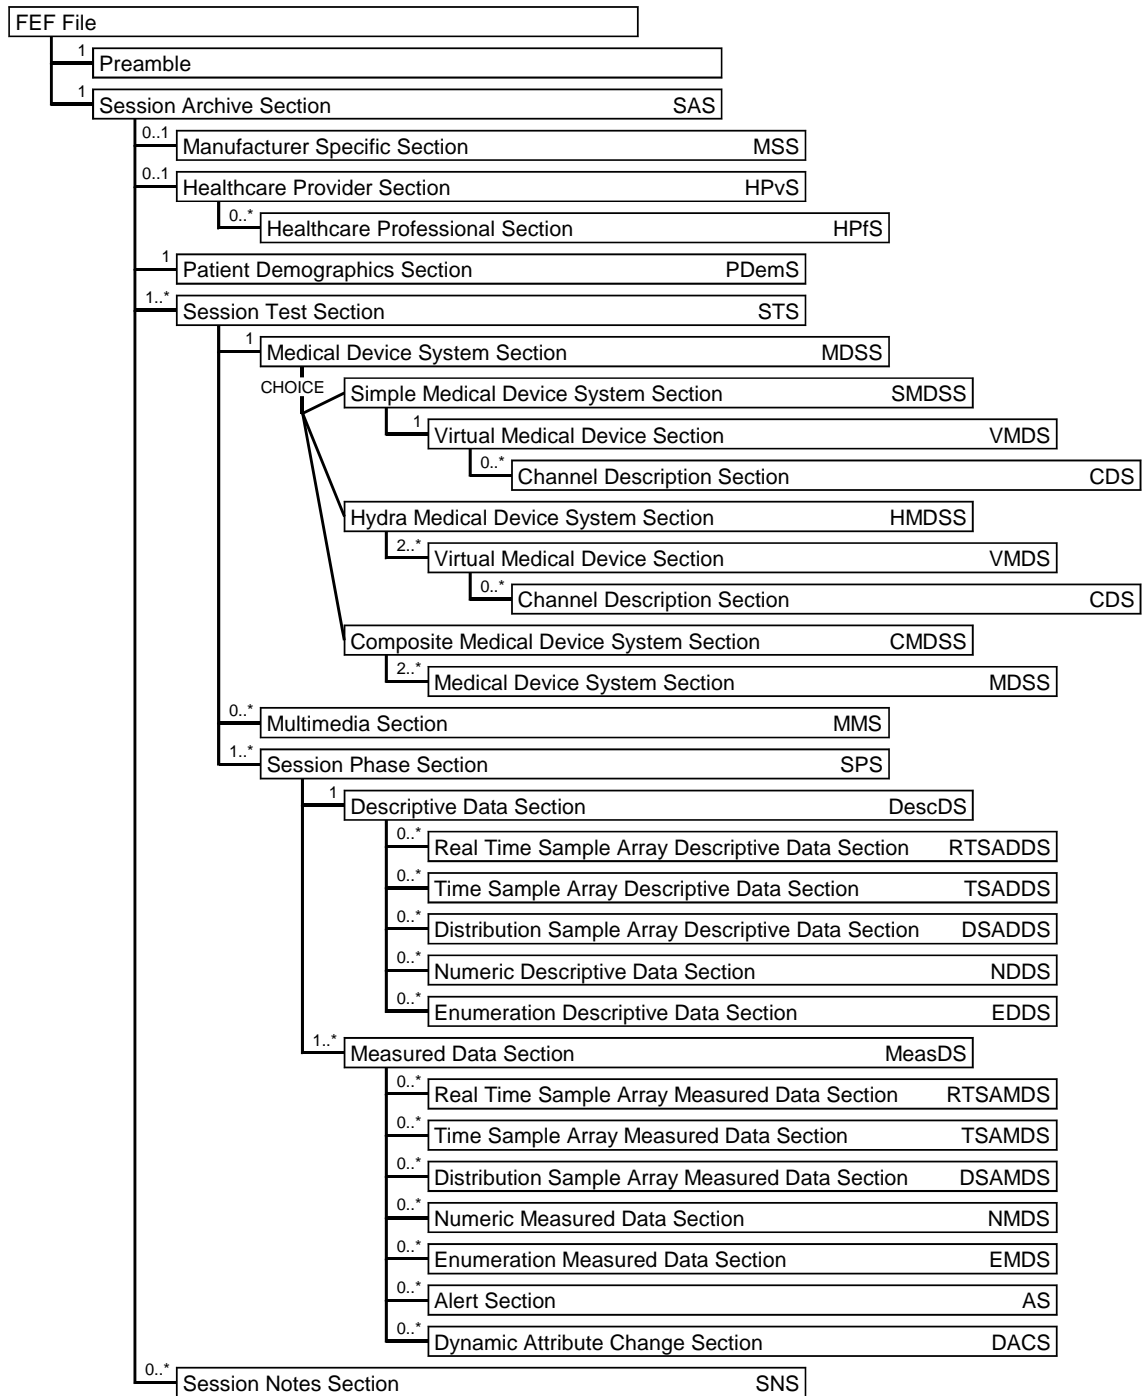 FEF File
1
Preamble
1
Session Archive Section SAS
0..1
Manufacturer Specific Section MSS
0..1
Healthcare Provider Section HPvS
0..*
Healthcare Professional Section HPfS
1
Patient Demographics Section PDemS
1..*
Session Test Section STS
1
Medical Device System Section MDSS
CHOICE
Simple Medical Device System Section SMDSS
1
Virtual Medical Device Section VMDS
0..*
Channel Description Section CDS
Hydra Medical Device System Section HMDSS
2..*
Virtual Medical Device Section VMDS
0..*
Channel Description Section CDS
Composite Medical Device System Section CMDSS
2..*
Medical Device System Section MDSS
0..*
Multimedia Section MMS
1..*
Session Phase Section SPS
1
Descriptive Data Section DescDS
0..*
Real Time Sample Array Descriptive Data Section RTSADDS
0..*
Time Sample Array Descriptive Data Section TSADDS
0..*
Distribution Sample Array Descriptive Data Section DSADDS
0..*
Numeric Descriptive Data Section NDDS
0..*
Enumeration Descriptive Data Section EDDS
1..*
Measured Data Section MeasDS
0..*
Real Time Sample Array Measured Data Section RTSAMDS
0..*
Time Sample Array Measured Data Section TSAMDS
0..*
Distribution Sample Array Measured Data Section DSAMDS
0..*
Numeric Measured Data Section NMDS
0..*
Enumeration Measured Data Section EMDS
0..*
Alert Section AS
0..*
Dynamic Attribute Change Section DACS
0..*
Session Notes Section SNS